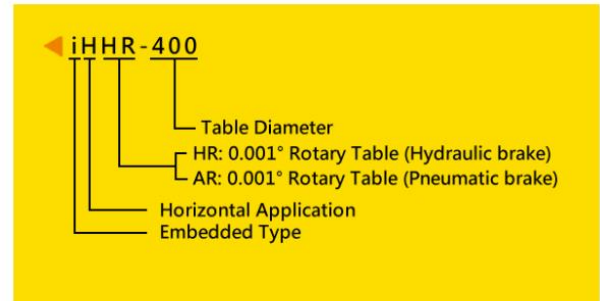 iHHR-400
Table Diameter
HR: 0.001° Rotary Table (Hydraulic brake)
AR: 0.001° Rotary Table (Pneumatic brake)
Horizontal Application
Embedded Type